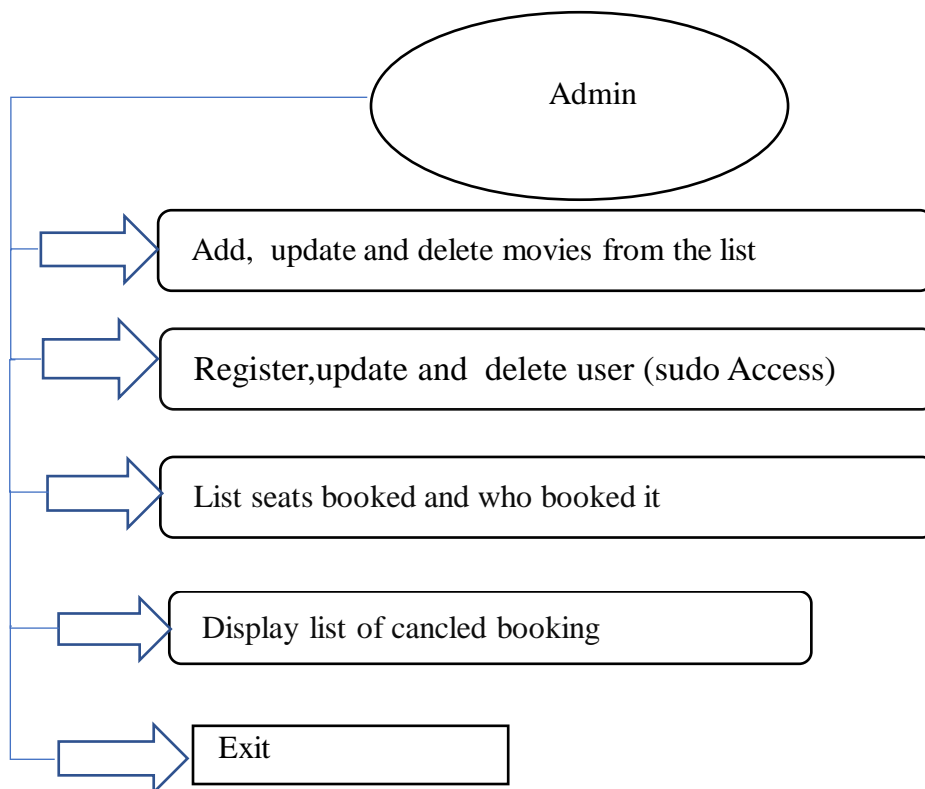 Admin
Add, update and delete movies from the list
Register,update and delete user (sudo Access)
List seats booked and who booked it
Display list of cancled booking
Exit